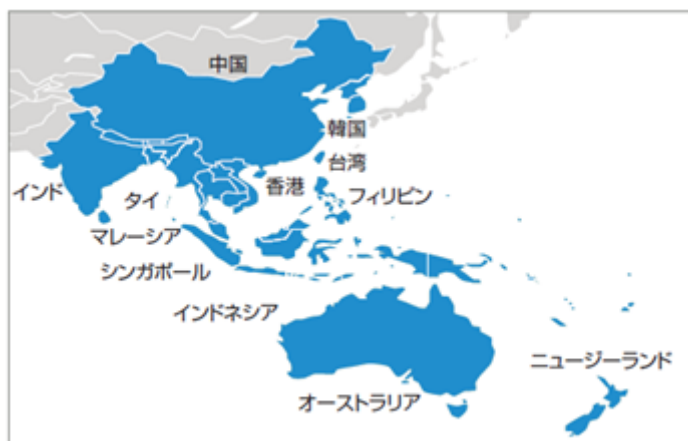 中国
韓国
台湾
香港
フィリピン
インド
タイ
マレーシア
シンガポール
インドネシア
ニュージーランド
オーストラリア